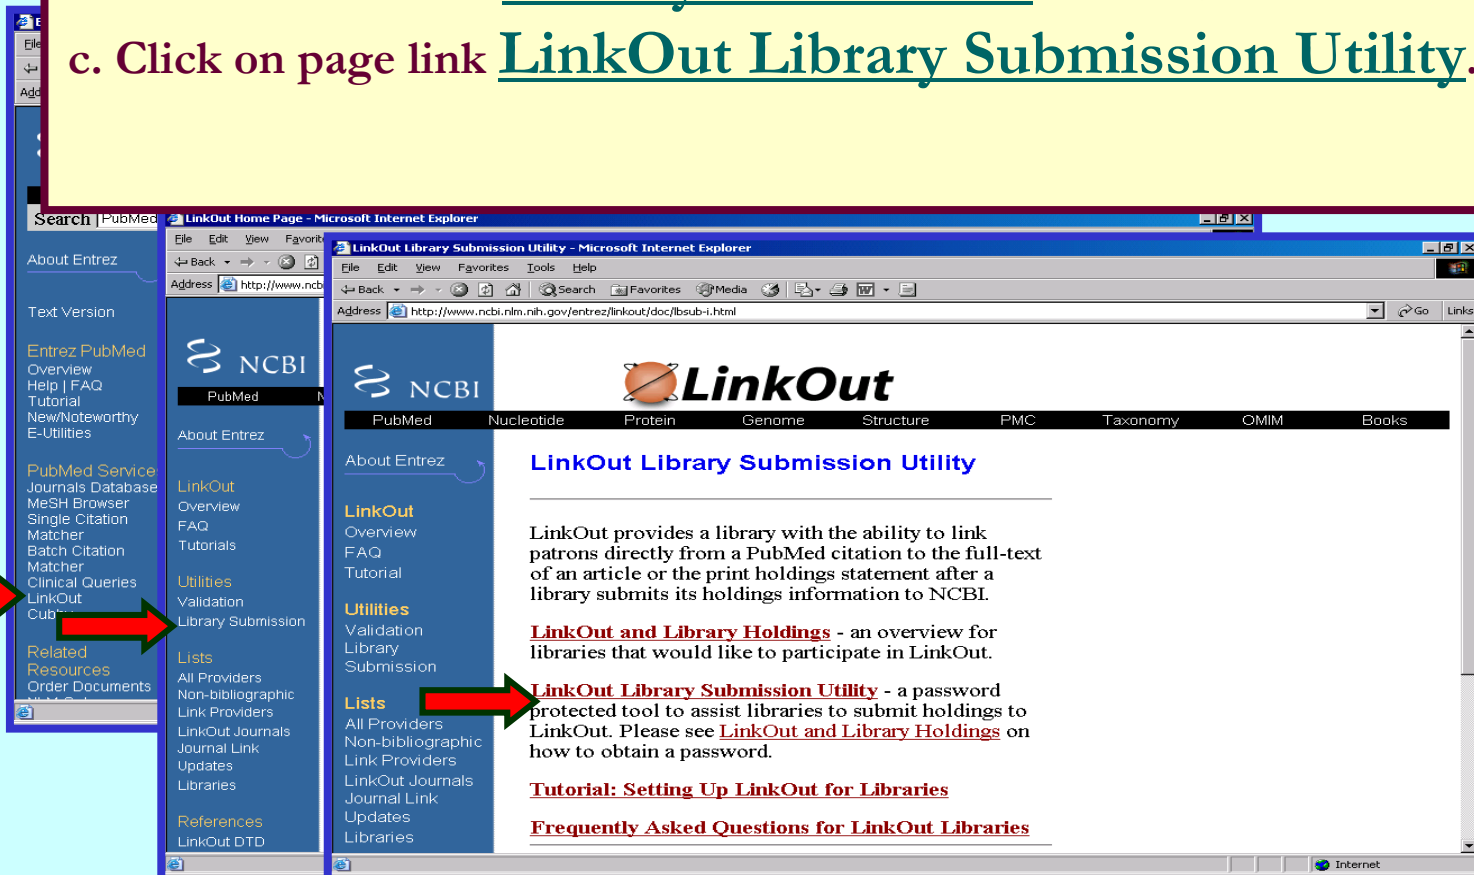 c. Click on page link LinkOut Library Submission Utility.
File
Search PubMed
About Entrez
Text Version
Entrez PubMed
Overview
Help | FAQ
Tutorial
New/Noteworthy
E-Utilities
PubMed Service
Journals Database
MeSH Browser
Single Citation
Matcher
Batch Citation
Matcher
Clinical Queries
LinkOut
Related
Resources
Order Documents
LinkOut Home Page - Microsoft Internet Explorer
File Edit View Favorit
Back
Address http://www.ncb
NCBI
PubMed
About Entrez
LinkOut
Overview
FAQ
Tutorials
Utilities
Validation
Library Submission
Lists
All Providers
Non-bibliographic
Link Providers
LinkOut Journals
Journal Link
Updates
Libraries
References
LinkOut DTD
LinkOut Library Submission Utility - Microsoft Internet Explorer
File Edit View Favorites Tools Help
Back Search Favorites Media
Address http://www.ncbi.nlm.nih.gov/entrez/linkout/doc/lbsub-i.html Go Links
NCBI LinkOut
PubMed Nucleotide Protein Genome Structure PMC Taxonomy OMIM Books
About Entrez
LinkOut
Overview
FAQ
Tutorial
Utilities
Validation
Library
Submission
Lists
All Providers
Non-bibliographic
Link Providers
LinkOut Journals
Journal Link
Updates
Libraries
LinkOut Library Submission Utility
LinkOut provides a library with the ability to link
patrons directly from a PubMed citation to the full-text
of an article or the print holdings statement after a
library submits its holdings information to NCBI.
LinkOut and Library Holdings - an overview for
libraries that would like to participate in LinkOut.
LinkOut Library Submission Utility - a password
protected tool to assist libraries to submit holdings to
LinkOut. Please see LinkOut and Library Holdings on
how to obtain a password.
Tutorial: Setting Up LinkOut for Libraries
Frequently Asked Questions for LinkOut Libraries
Internet